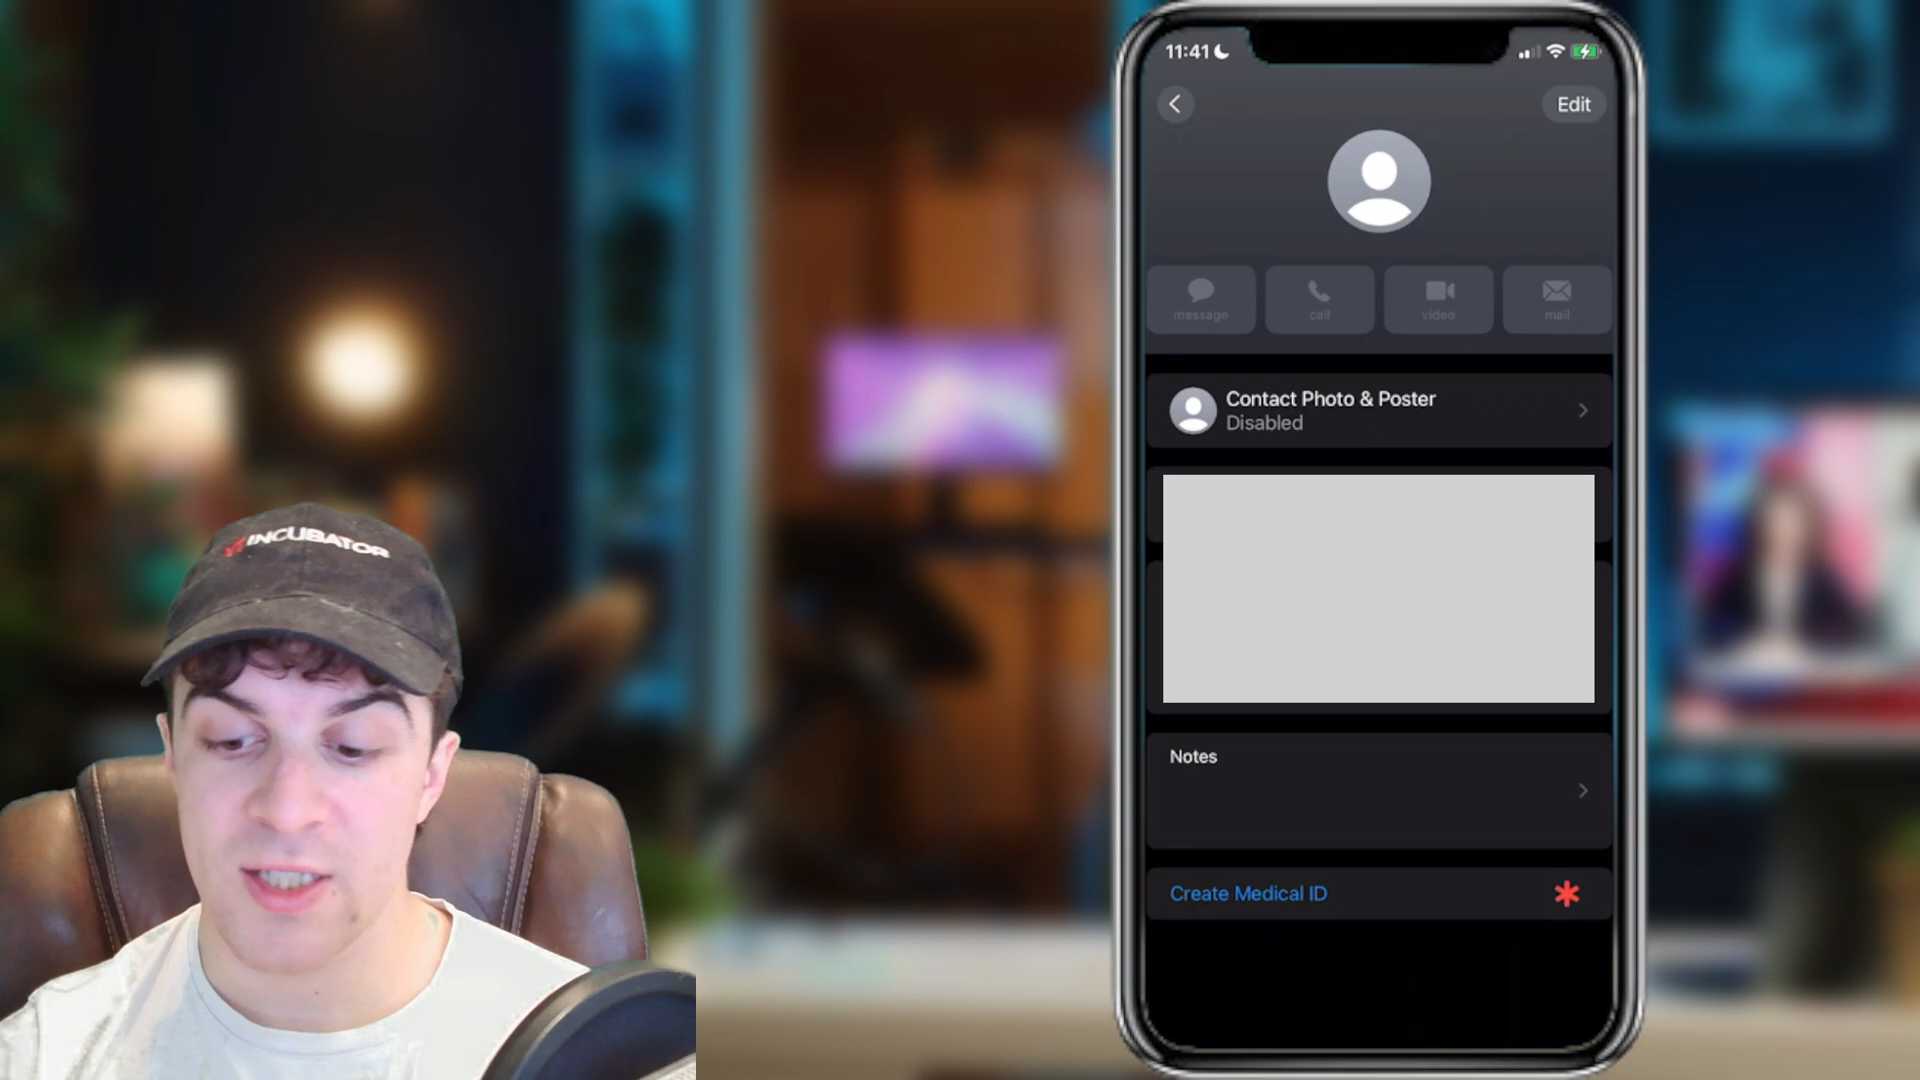 11:41
Edit
message
call
video
mail
Contact Photo & Poster
Disabled
Notes
Create Medical ID
INCUBATOR